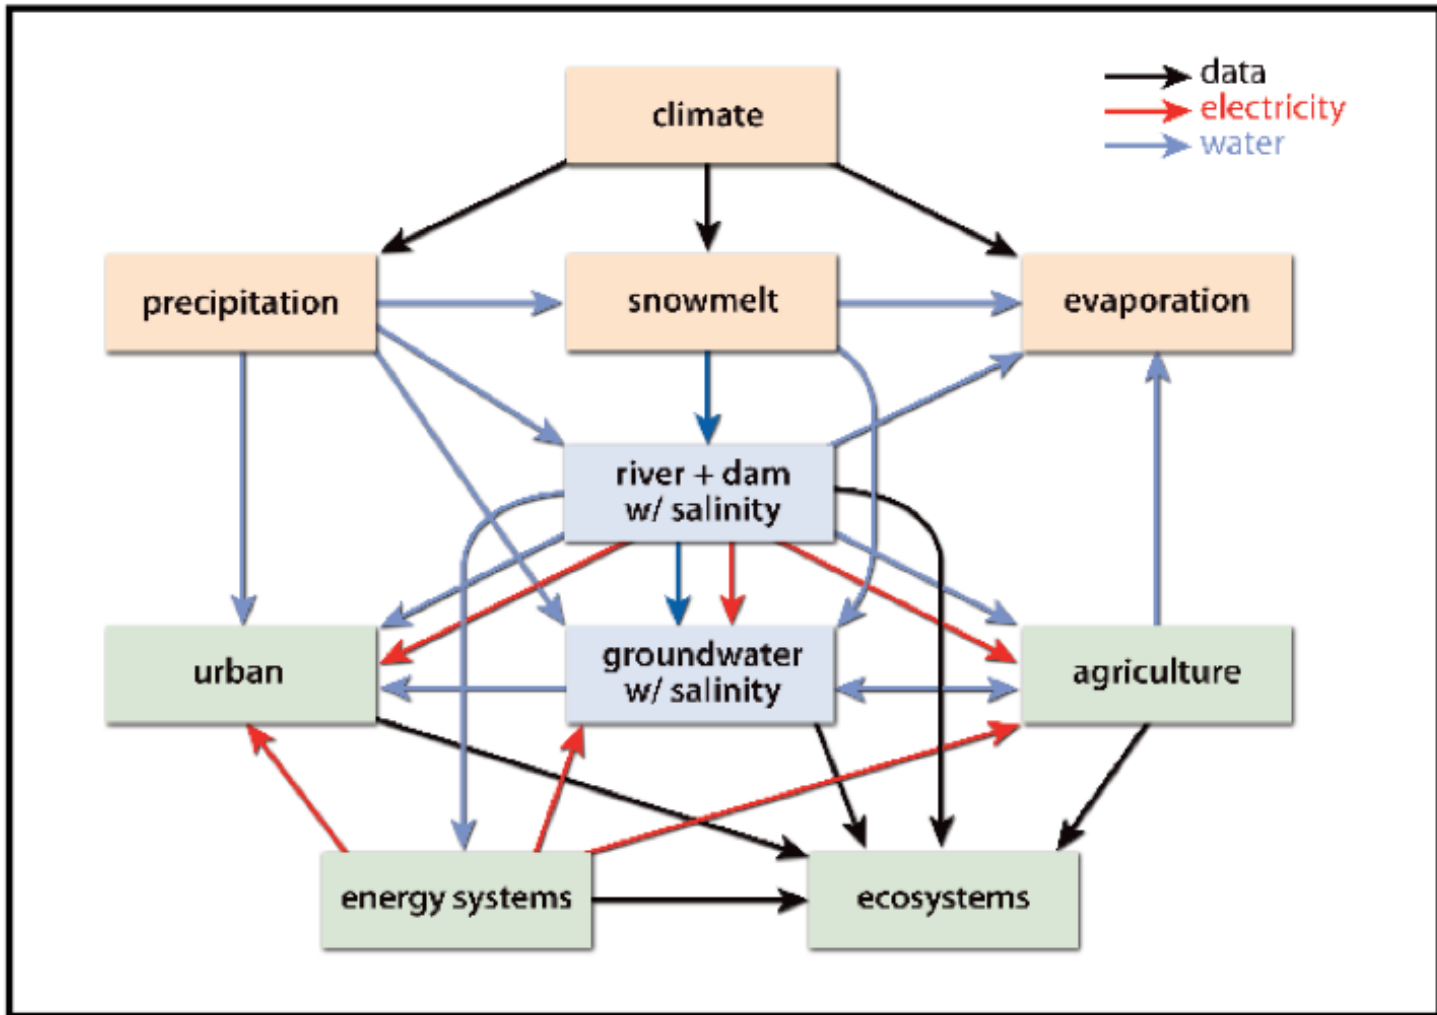 data
electricity
water
climate
precipitation
snowmelt
evaporation
river + dam
w/ salinity
urban
groundwater
w/ salinity
agriculture
energy systems
ecosystems